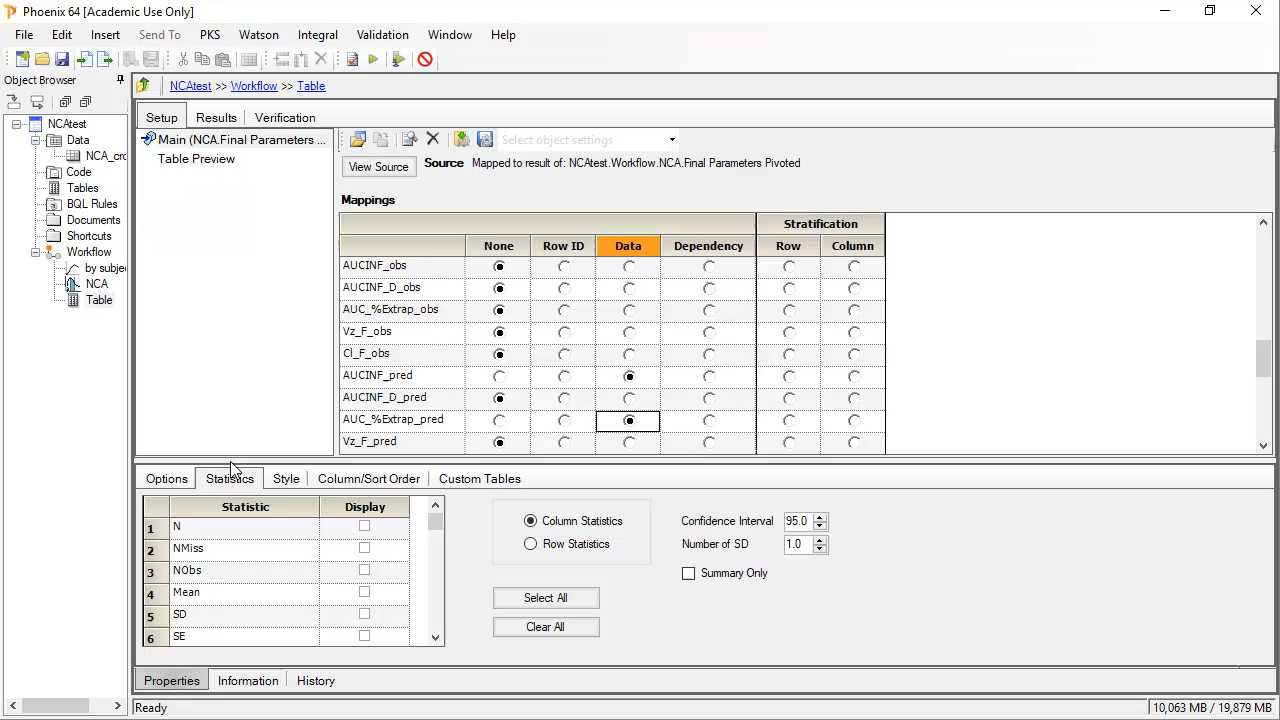 Phoenix 64 [Academic Use Only]
File Edit Insert Send To PKS Watson Integral Validation Window Help
Object Browser
NCAtest >> Workflow >> Table
NCAtest
Data
NCA_cro
Code
Tables
BQL Rules
Documents
Shortcuts
Workflow
by subje
NCA
Table
Setup Results Verification
Main (NCA.Final Parameters ...
Table Preview
Select object settings
View Source Source Mapped to result of: NCAtest.Workflow.NCA.Final Parameters Pivoted
Mappings
Stratification
None Row ID Data Dependency Row Column
AUCINF_obs
AUCINF_D_obs
AUC_%Extrap_obs
Vz_F_obs
Cl_F_obs
AUCINF_pred
AUCINF_D_pred
AUC_%Extrap_pred
Vz_F_pred
Options Statistics Style Column/Sort Order Custom Tables
Statistic Display
1 N
2 NMiss
3 NObs
4 Mean
5 SD
6 SE
Column Statistics
Row Statistics
Select All
Clear All
Confidence Interval 95.0
Number of SD 1.0
Summary Only
Properties Information History
Ready
10,063 MB / 19,879 MB